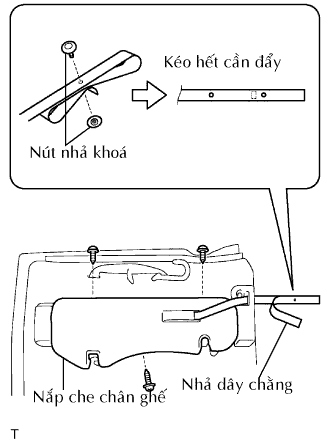 Kéo hết cần đẩy
Nút nhả khoá
Nhả dây chằng
Nắp che chân ghế
T